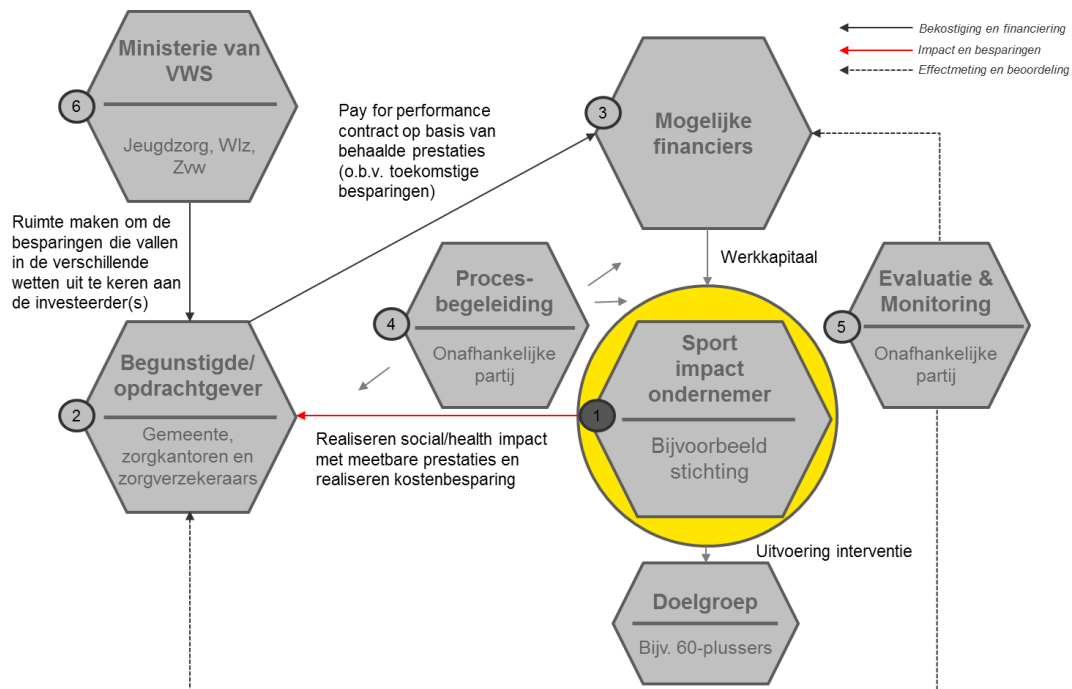 Ministerie van
VWS
6
Jeugdzorg, Wlz,
Zvw
Bekostiging en financiering
Impact en besparingen
Effectmeting en beoordeling
Pay for performance
contract op basis van
behaalde prestaties
(o.b.v. toekomstige
besparingen)
3
Mogelijke
financiers
Ruimte maken om de
besparingen die vallen
in de verschillende
wetten uit te keren aan
de investeerder(s)
Werkkapitaal
Proces-
begeleiding
4
Onafhankelijke
partij
Evaluatie &
Monitoring
5
Onafhankelijke
partij
Sport
impact
ondernemer
1
Bijvoorbeeld
stichting
Begunstigde/
opdrachtgever
2
Gemeente,
zorgkantoren en
zorgverzekeraars
Realiseren social/health impact
met meetbare prestaties en
realiseren kostenbesparing
Uitvoering interventie
Doelgroep
Bijv. 60-plussers